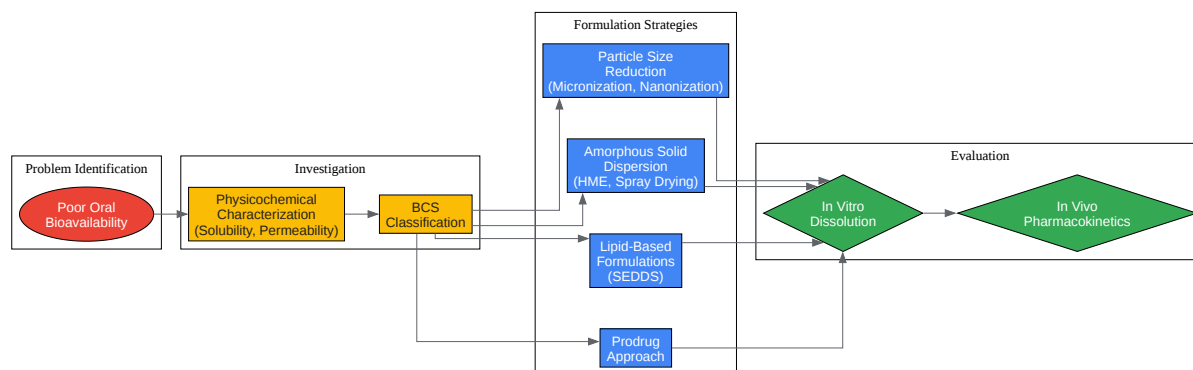 Problem Identification
Poor Oral
Bioavailability
Investigation
Physicochemical
Characterization
(Solubility, Permeability)
BCS
Classification
Formulation Strategies
Particle Size
Reduction
(Micronization, Nanonization)
Amorphous Solid
Dispersion
(HME, Spray Drying)
Lipid-Based
Formulations
(SEDDS)
Prodrug
Approach
Evaluation
In Vitro
Dissolution
In Vivo
Pharmacokinetics